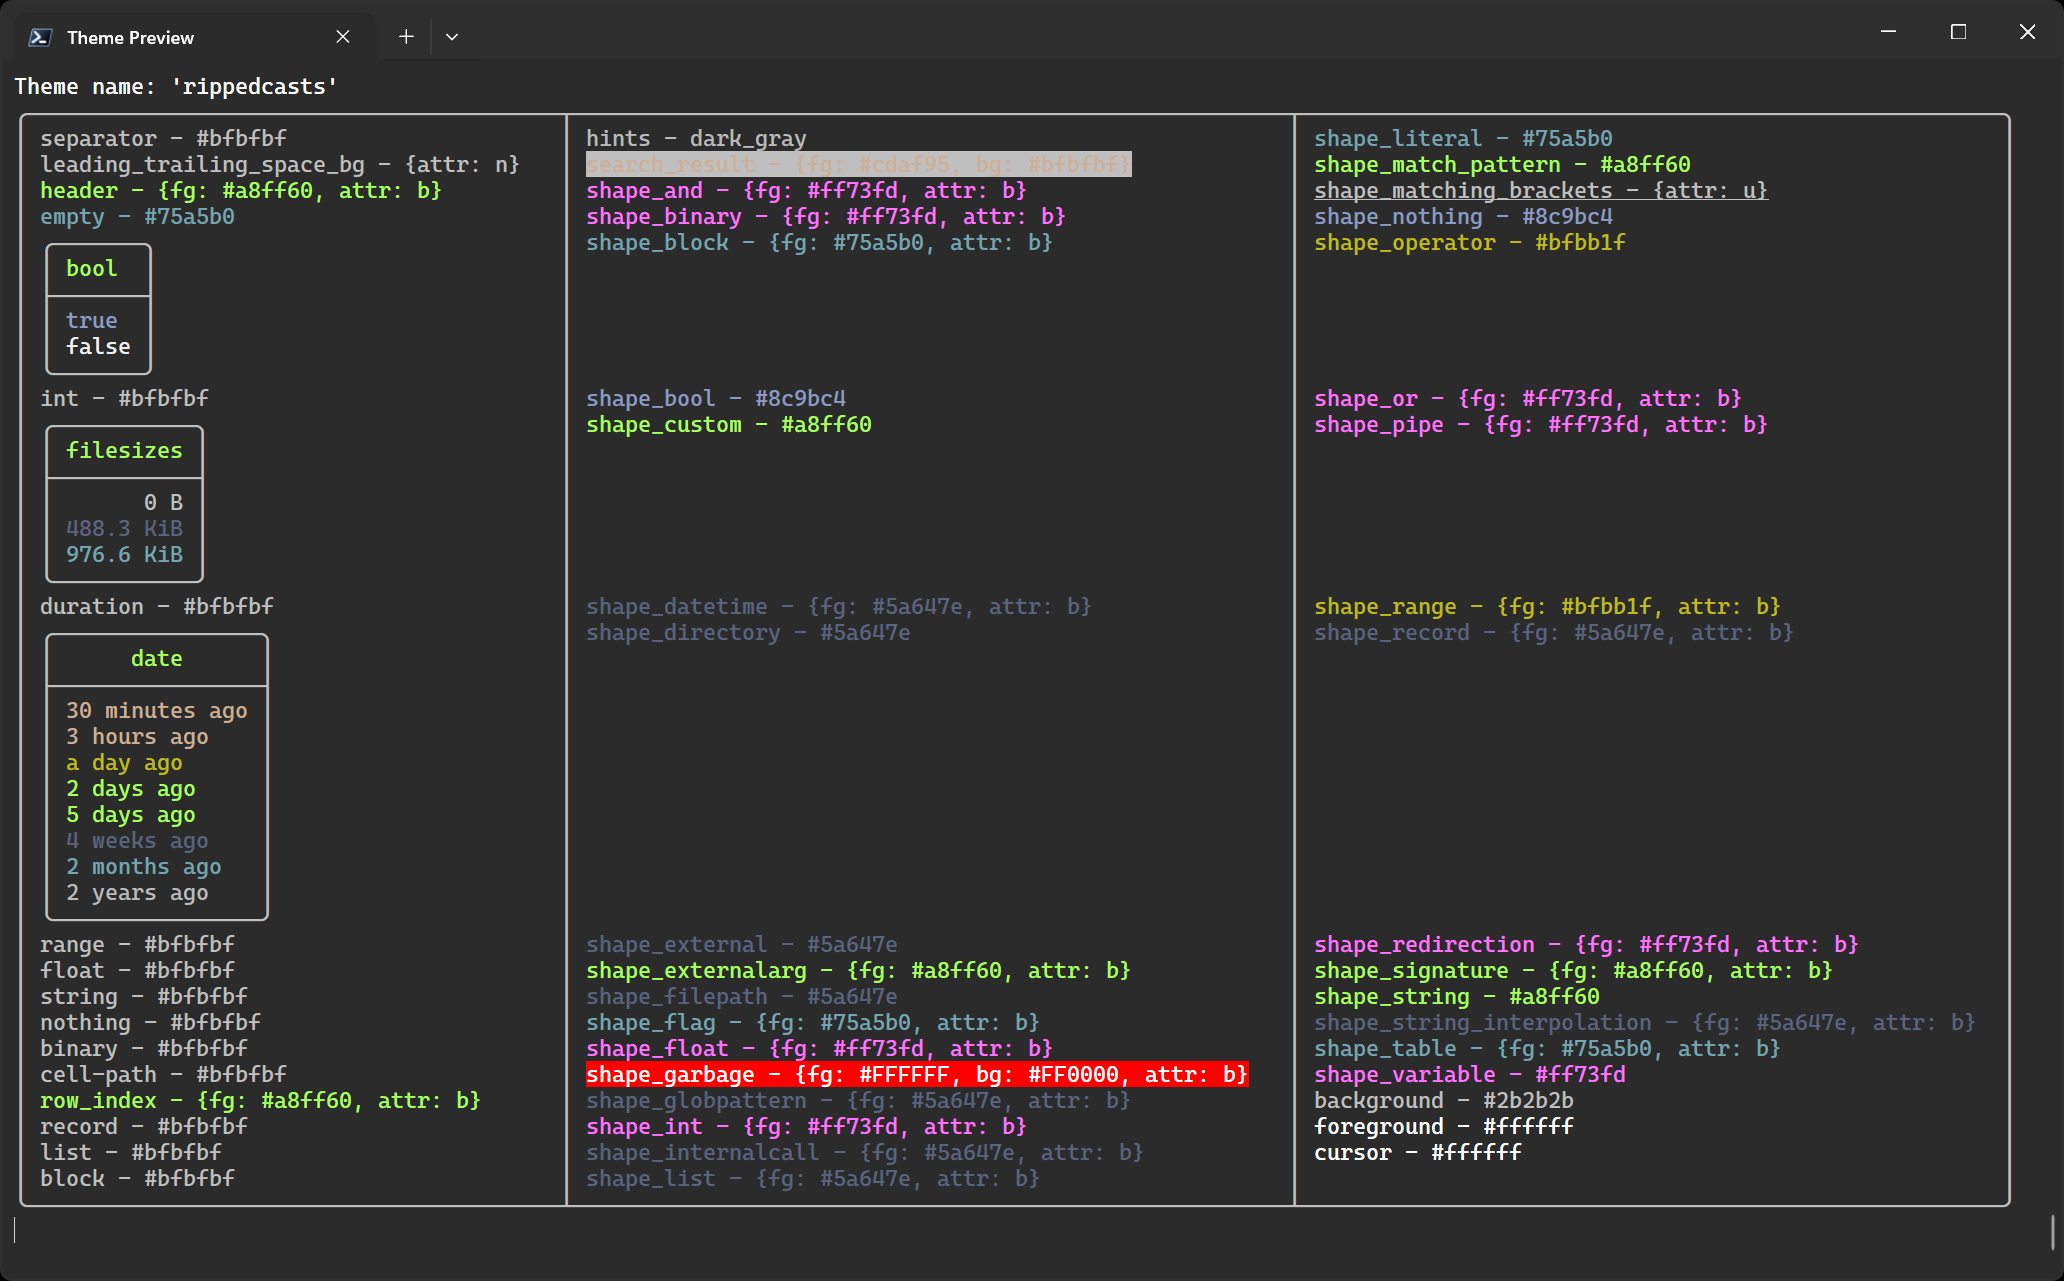 Theme Preview
Theme name: 'rippedcasts'
separator - #bfbfbf
leading_trailing_space_bg - {attr: n}
header - {fg: #a8ff60, attr: b}
empty - #75a5b0
bool
true
false
int - #bfbfbf
filesizes
0 B
488.3 KiB
976.6 KiB
duration - #bfbfbf
date
30 minutes ago
3 hours ago
a day ago
2 days ago
5 days ago
4 weeks ago
2 months ago
2 years ago
range - #bfbfbf
float - #bfbfbf
string - #bfbfbf
nothing - #bfbfbf
binary - #bfbfbf
cell-path - #bfbfbf
row_index - {fg: #a8ff60, attr: b}
record - #bfbfbf
list - #bfbfbf
block - #bfbfbf
hints - dark_gray
search_result - {fg: #cdaf95, bg: #bfbfbf}
shape_and - {fg: #ff73fd, attr: b}
shape_binary - {fg: #ff73fd, attr: b}
shape_block - {fg: #75a5b0, attr: b}
shape_bool - #8c9bc4
shape_custom - #a8ff60
shape_datetime - {fg: #5a647e, attr: b}
shape_directory - #5a647e
shape_external - #5a647e
shape_externalarg - {fg: #a8ff60, attr: b}
shape_filepath - #5a647e
shape_flag - {fg: #75a5b0, attr: b}
shape_float - {fg: #ff73fd, attr: b}
shape_garbage - {fg: #FFFFFF, bg: #FF0000, attr: b}
shape_globpattern - {fg: #5a647e, attr: b}
shape_int - {fg: #ff73fd, attr: b}
shape_internalcall - {fg: #5a647e, attr: b}
shape_list - {fg: #5a647e, attr: b}
shape_literal - #75a5b0
shape_match_pattern - #a8ff60
shape_matching_brackets - {attr: u}
shape_nothing - #8c9bc4
shape_operator - #bfbb1f
shape_or - {fg: #ff73fd, attr: b}
shape_pipe - {fg: #ff73fd, attr: b}
shape_range - {fg: #bfbb1f, attr: b}
shape_record - {fg: #5a647e, attr: b}
shape_redirection - {fg: #ff73fd, attr: b}
shape_signature - {fg: #a8ff60, attr: b}
shape_string - #a8ff60
shape_string_interpolation - {fg: #5a647e, attr: b}
shape_table - {fg: #75a5b0, attr: b}
shape_variable - #ff73fd
background - #2b2b2b
foreground - #ffffff
cursor - #ffffff